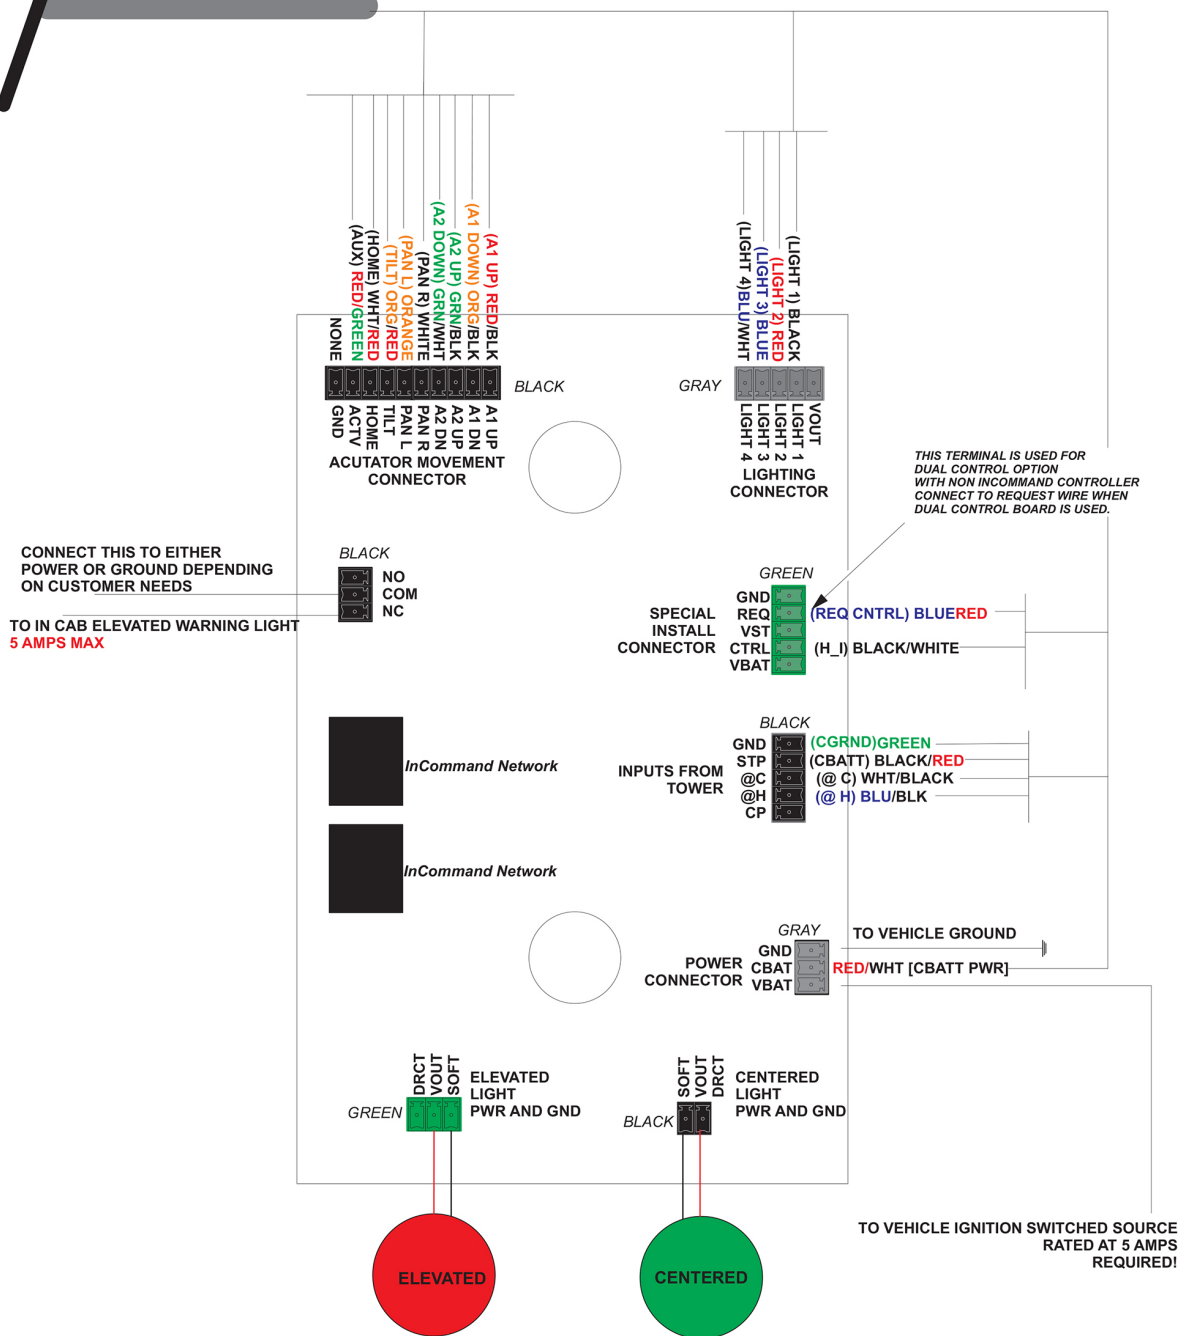 (AUX) RED/GREEN
(HOME) WHT/RED
(TILT) ORG/RED
(PAN L) ORANGE
(PAN R) WHITE
(A2 DOWN) GRN/WHT
(A2 UP) GRN/BLK
(A1 DOWN) ORG/BLK
(A1 UP) RED/BLK
NONE
BLACK
GND
ACTV
HOME
TILT
PAN L
PAN R
A2 DN
A2 UP
A1 DN
A1 UP
ACUTATOR MOVEMENT
CONNECTOR
(LIGHT 4)BLU/WHT
(LIGHT 3) BLUE
(LIGHT 2) RED
(LIGHT 1) BLACK
GRAY
LIGHT 4
LIGHT 3
LIGHT 2
LIGHT 1
VOUT
LIGHTING
CONNECTOR
THIS TERMINAL IS USED FOR
DUAL CONTROL OPTION
WITH NON INCOMMAND CONTROLLER
CONNECT TO REQUEST WIRE WHEN
DUAL CONTROL BOARD IS USED.
CONNECT THIS TO EITHER
POWER OR GROUND DEPENDING
ON CUSTOMER NEEDS
TO IN CAB ELEVATED WARNING LIGHT
5 AMPS MAX
BLACK
NO
COM
NC
GREEN
SPECIAL
INSTALL
CONNECTOR
GND
REQ
VST
CTRL
VBAT
(REQ CNTRL) BLUERED
(H_I) BLACK/WHITE
BLACK
INPUTS FROM
TOWER
GND
STP
@C
@H
CP
(CGRND)GREEN
(CBATT) BLACK/RED
(@ C) WHT/BLACK
(@ H) BLU/BLK
InCommand Network
InCommand Network
GRAY
POWER
CONNECTOR
GND
CBAT
VBAT
TO VEHICLE GROUND
RED/WHT [CBATT PWR]
DRCT
VOUT
SOFT
GREEN
ELEVATED
LIGHT
PWR AND GND
SOFT
VOUT
DRCT
BLACK
CENTERED
LIGHT
PWR AND GND
ELEVATED
CENTERED
TO VEHICLE IGNITION SWITCHED SOURCE
RATED AT 5 AMPS
REQUIRED!